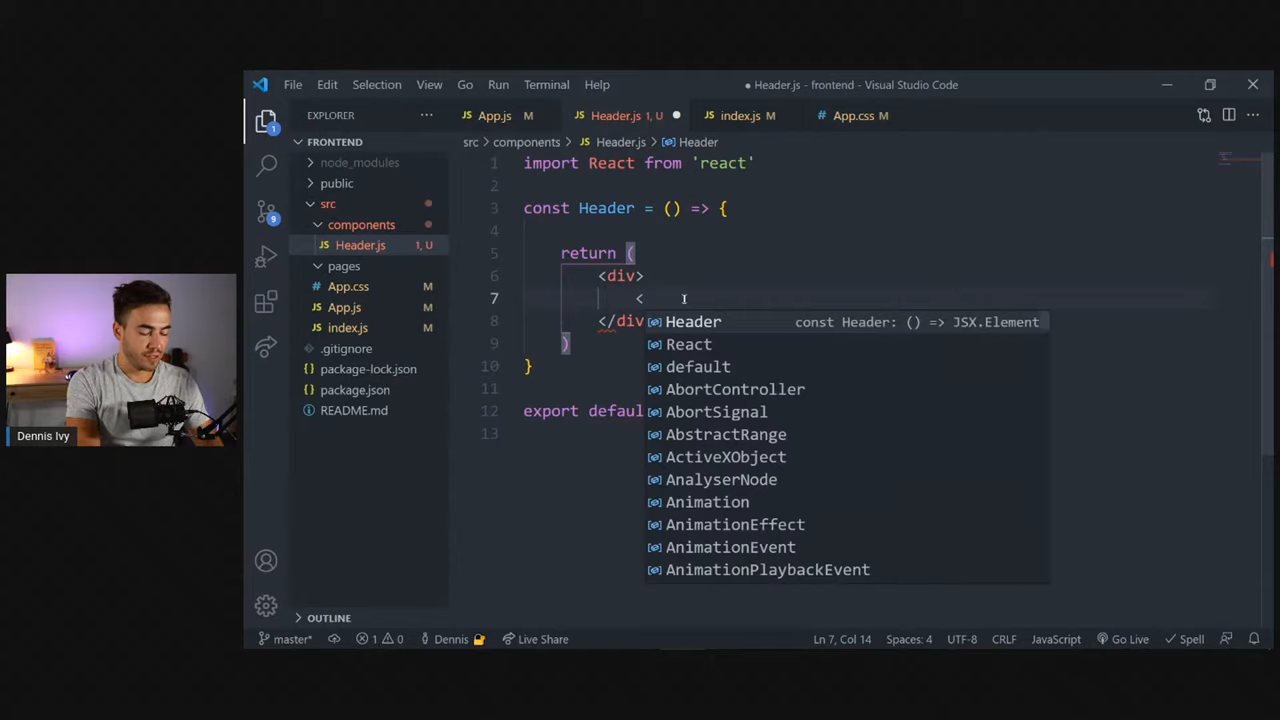 File Edit Selection View Go Run Terminal Help
● Header.js - frontend - Visual Studio Code
EXPLORER
JS App.js M
JS Header.js 1, U
JS index.js M
App.css M
FRONTEND
src > components > JS Header.js > Header
node_modules
public
src
components
JS Header.js 1, U
pages
App.css M
JS App.js M
JS index.js M
.gitignore
package-lock.json
package.json
README.md
1
9
1 import React from 'react'
2
3 const Header = () => {
4
5 return (
6 <div>
7 <
8 </div
9 )
10 }
11
12 export defaul
13
Header const Header: () => JSX.Element
React
default
AbortController
AbortSignal
AbstractRange
ActiveXObject
AnalyserNode
Animation
AnimationEffect
AnimationEvent
AnimationPlaybackEvent
Dennis Ivy
OUTLINE
master* 1 0 Dennis Live Share Ln 7, Col 14 Spaces: 4 UTF-8 CRLF JavaScript Go Live Spell